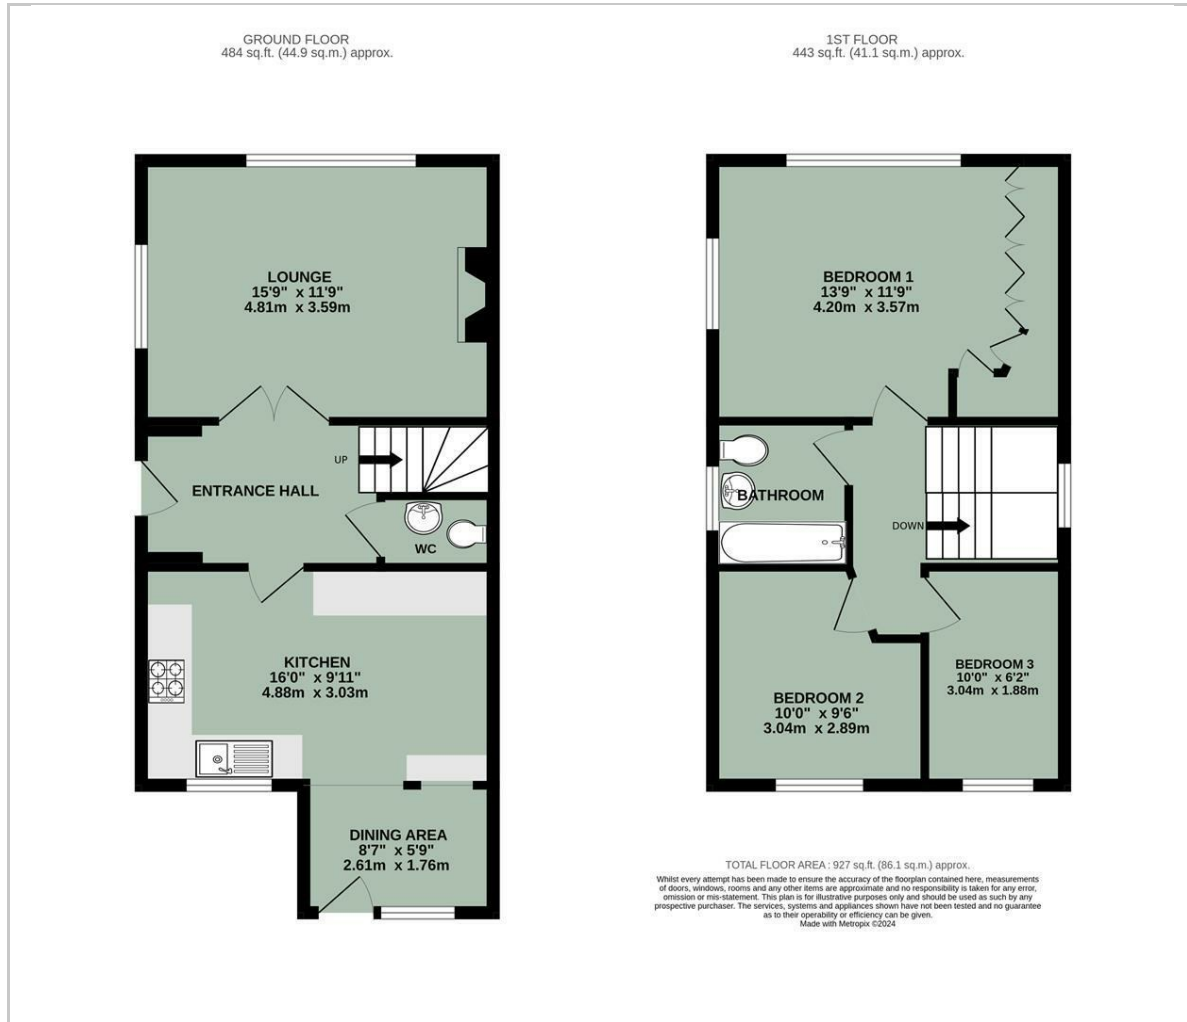 GROUND FLOOR
484 sq.ft. (44.9 sq.m.) approx.
1ST FLOOR
443 sq.ft. (41.1 sq.m.) approx.
LOUNGE
15'9" x 11'9"
4.81m x 3.59m
UP
ENTRANCE HALL
WC
KITCHEN
16'0" x 9'11"
4.88m x 3.03m
DINING AREA
8'7" x 5'9"
2.61m x 1.76m
BEDROOM 1
13'9" x 11'9"
4.20m x 3.57m
BATHROOM
DOWN
BEDROOM 2
10'0" x 9'6"
3.04m x 2.89m
BEDROOM 3
10'0" x 6'2"
3.04m x 1.88m
TOTAL FLOOR AREA : 927 sq.ft. (86.1 sq.m.) approx.
Whilst every attempt has been made to ensure the accuracy of the floorplan contained here, measurements
of doors, windows, rooms and any other items are approximate and no responsibility is taken for any error,
omission or mis-statement. This plan is for illustrative purposes only and should be used as such by any
prospective purchaser. The services, systems and appliances shown have not been tested and no guarantee
as to their operability or efficiency can be given.
Made with Metropix ©2024